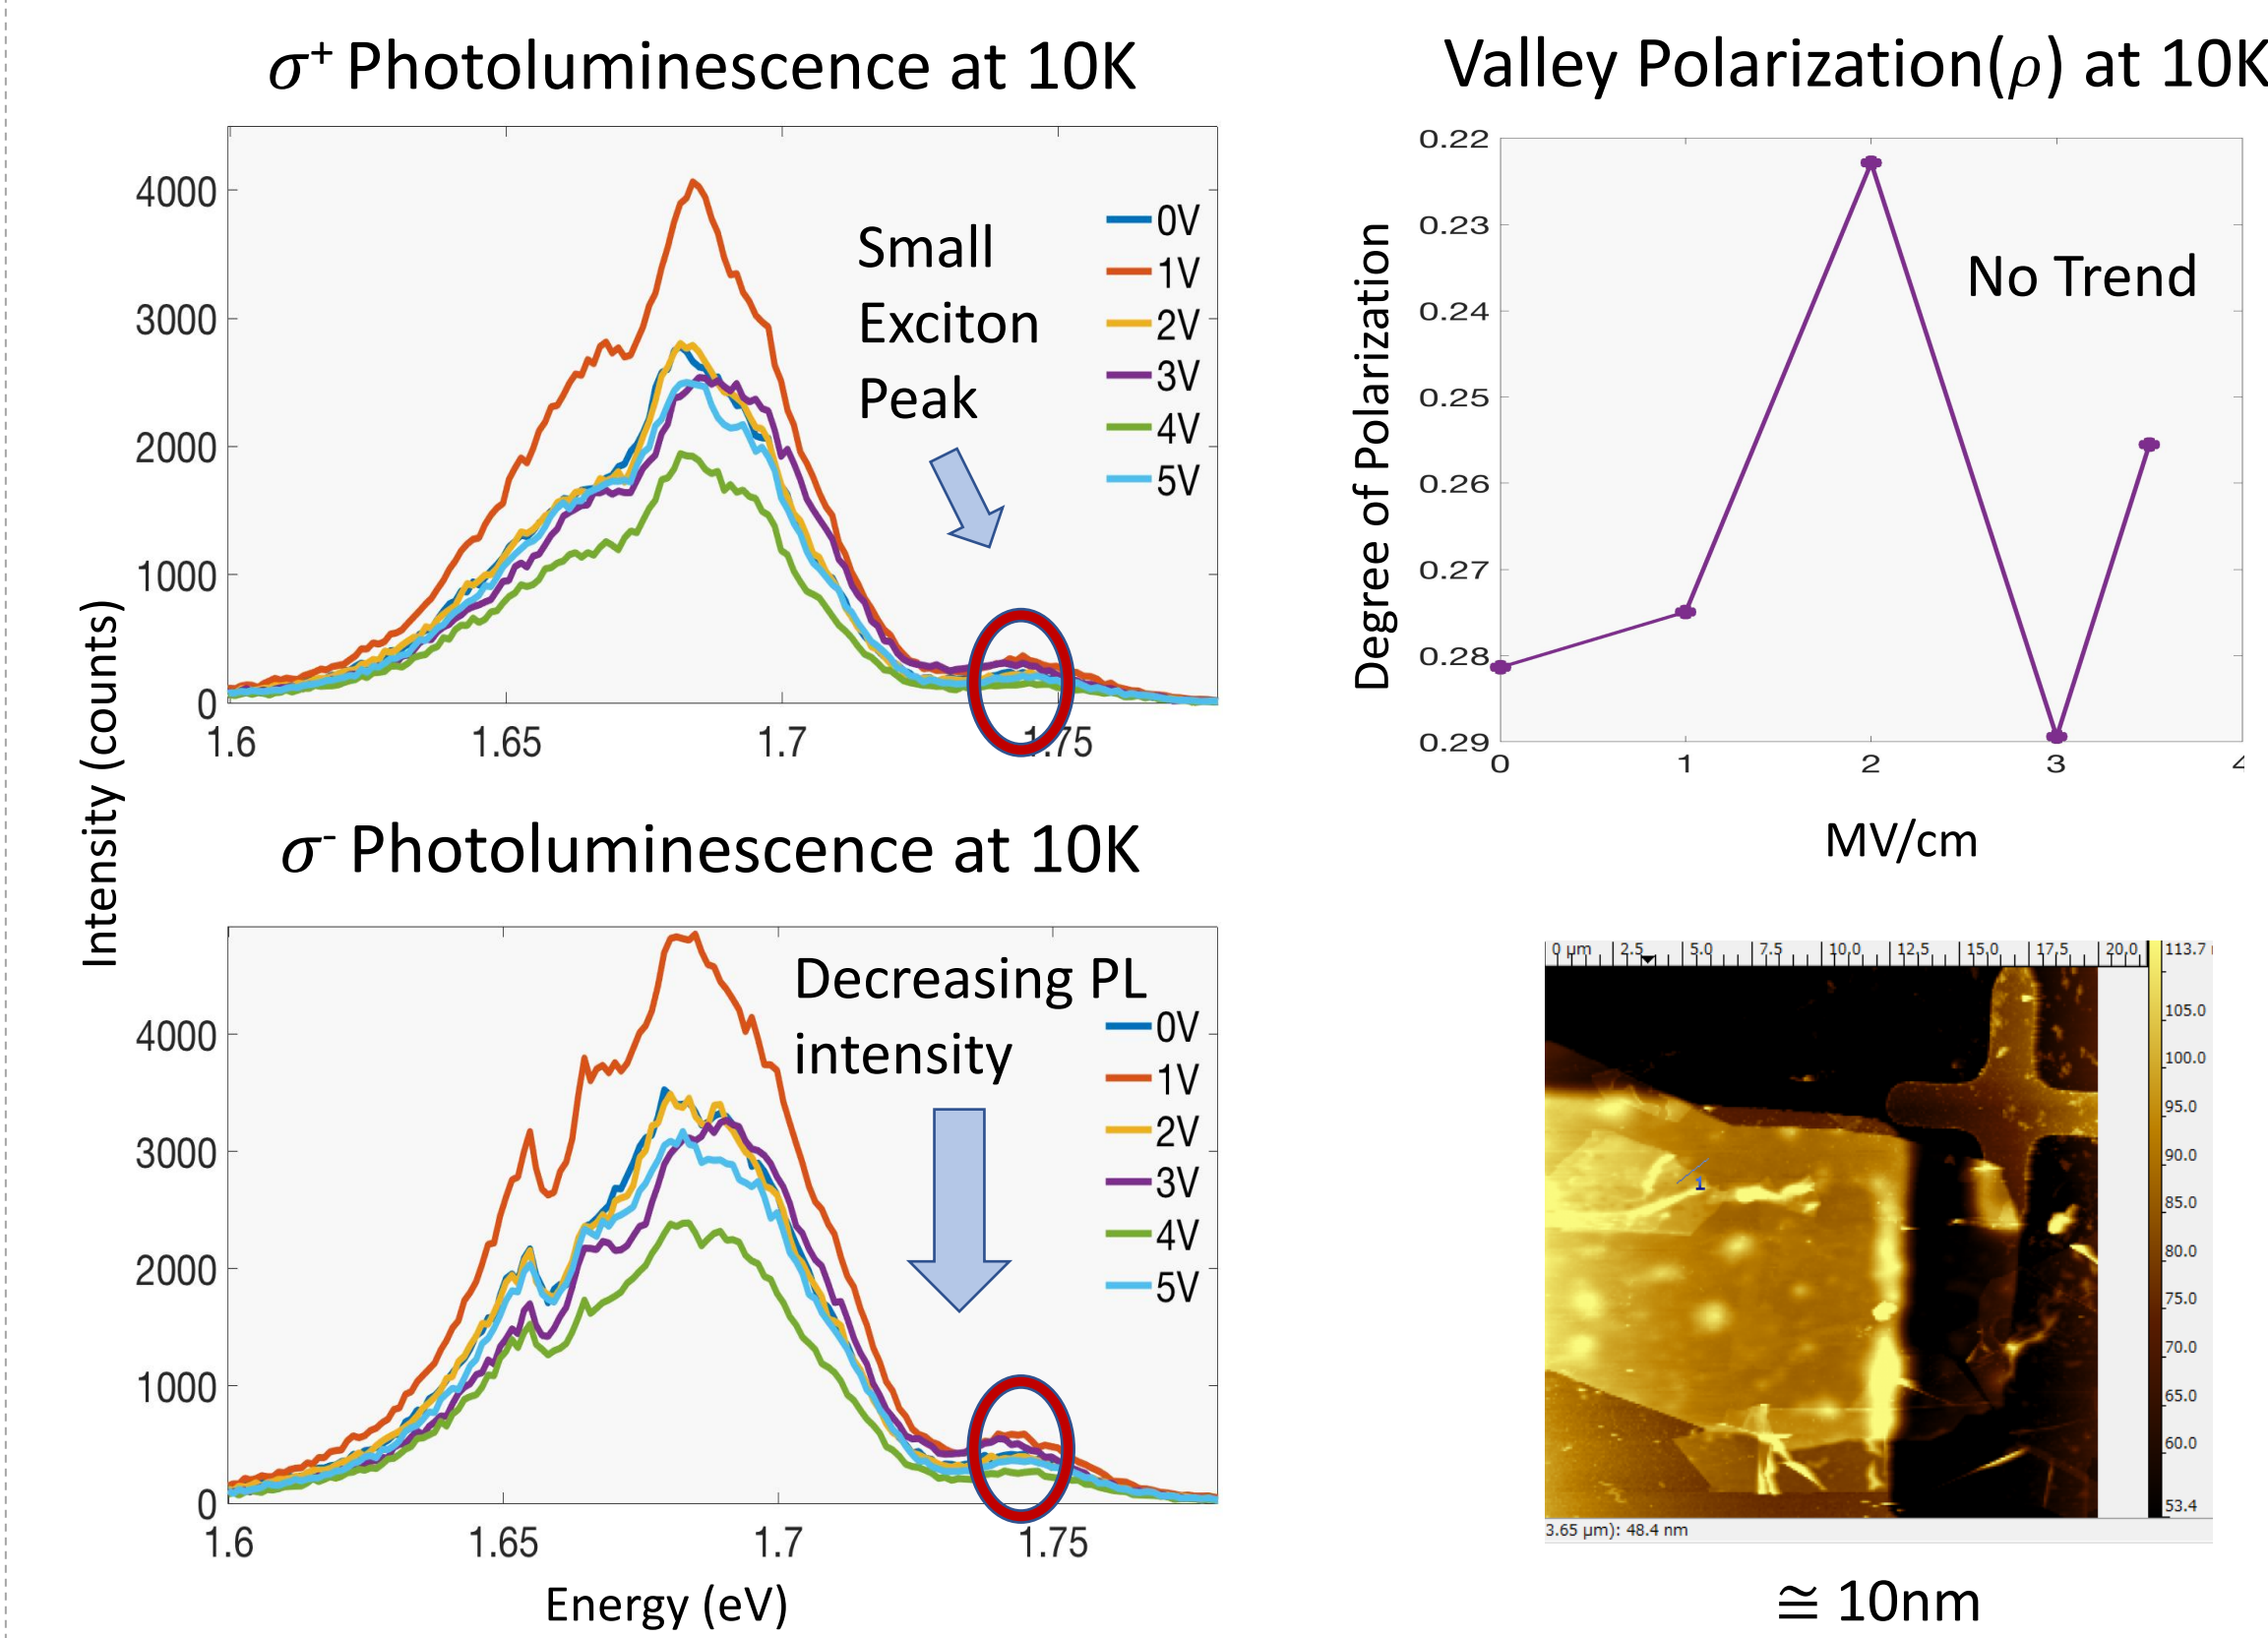 σ⁺ Photoluminescence at 10K
4000
3000
2000
1000
0
1.6
1.65
1.7
1.75
Small
Exciton
Peak
0V
1V
2V
3V
4V
5V
Intensity (counts)
σ⁻ Photoluminescence at 10K
4000
3000
2000
1000
0
1.6
1.65
1.7
1.75
Decreasing PL
intensity
0V
1V
2V
3V
4V
5V
Energy (eV)
Valley Polarization(ρ) at 10K
0.22
0.23
0.24
0.25
0.26
0.27
0.28
0.29
0
1
2
3
4
Degree of Polarization
No Trend
MV/cm
0 µm 2.5 5.0 7.5 10.0 12.5 15.0 17.5 20.0
113.7
105.0
100.0
95.0
90.0
85.0
80.0
75.0
70.0
65.0
60.0
53.4
1
3.65 µm): 48.4 nm
≅ 10nm